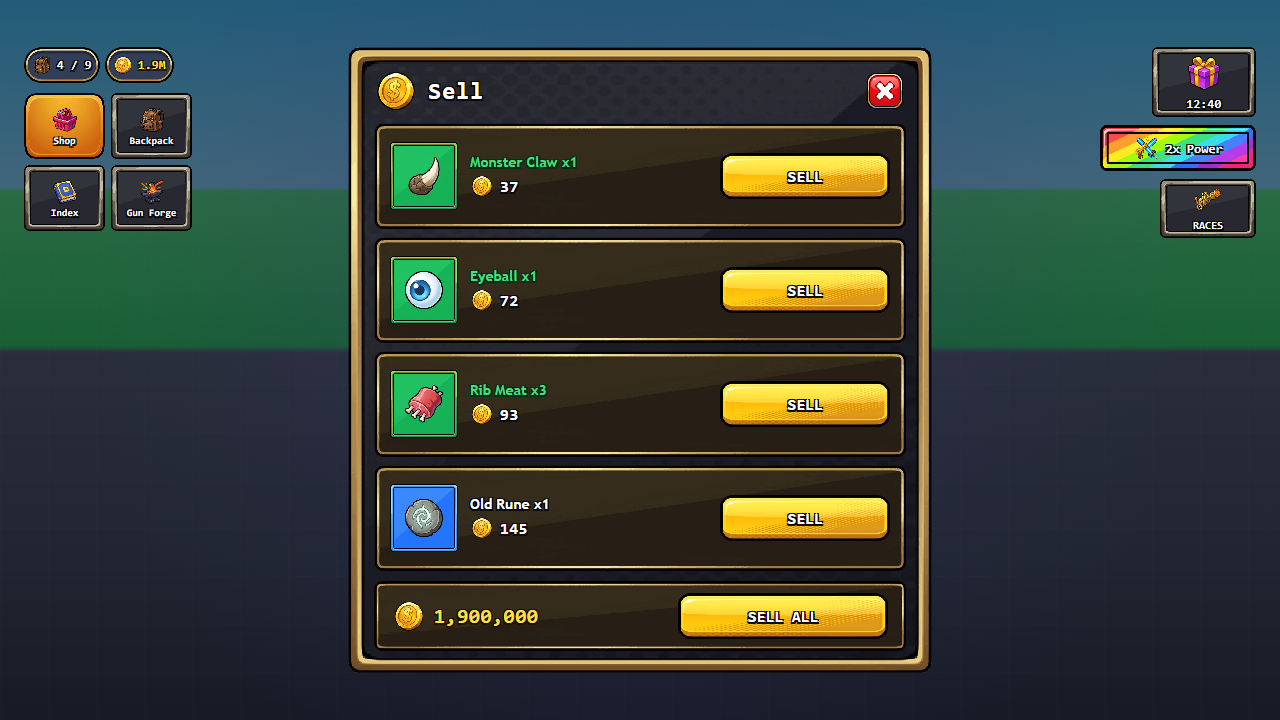 4 / 9
1.9M
Shop
Backpack
Index
Gun Forge
Sell
Monster Claw x1
37
SELL
Eyeball x1
72
SELL
Rib Meat x3
93
SELL
Old Rune x1
145
SELL
1,900,000
SELL ALL
12:40
2x Power
RACES